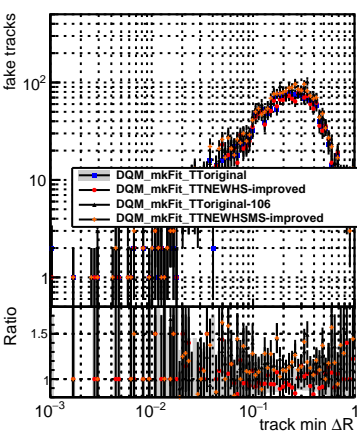 fake tracks
10²
10
1
DQM_mkFit_TToriginal
DQM_mkFit_TTNEWHS-improved
DQM_mkFit_TToriginal-106
DQM_mkFit_TTNEWHSMS-improved
Ratio
1.5
1
10⁻³ 10⁻² 10⁻¹ 1
track min ΔR